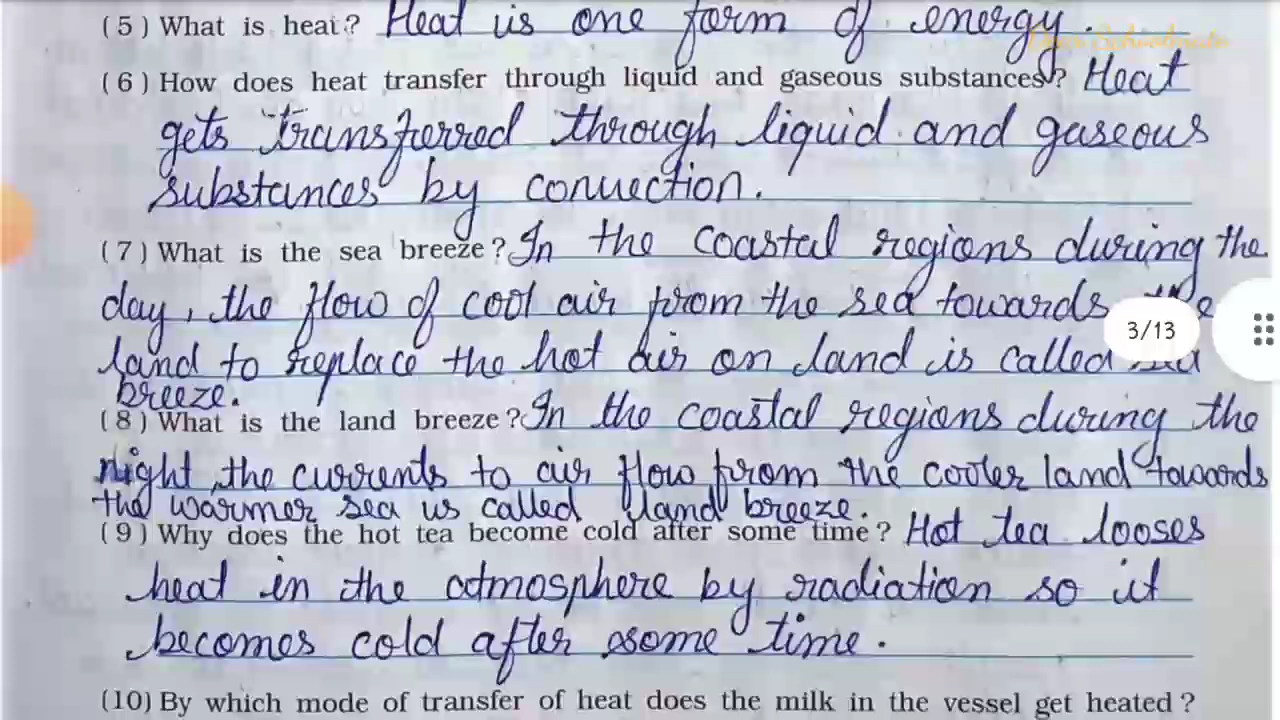 (5) What is heat? Heat is one form of energy.
(6) How does heat transfer through liquid and gaseous substances? Heat
gets transferred through liquid and gaseous
substances by convection.
(7) What is the sea breeze? In the coastal regions during the
day, the flow of cool air from the sea towards
3/13
land to replace the hot air on land is called
breeze.
(8) What is the land breeze? In the coastal regions during the
night, the currents to air flow from the cooler land towards
the warmer sea is called land breeze.
(9) Why does the hot tea become cold after some time? Hot tea looses
heat in the atmosphere by radiation so it
becomes cold after some time.
(10) By which mode of transfer of heat does the milk in the vessel get heated?